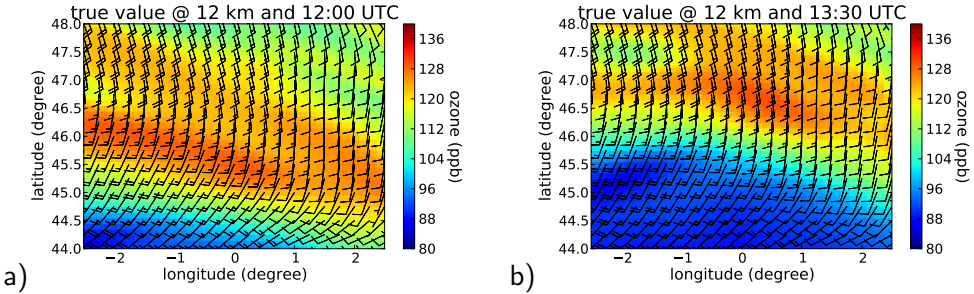 true value @ 12 km and 12:00 UTC
48.0
47.5
47.0
46.5
46.0
45.5
45.0
44.5
44.0
latitude (degree)
−2 −1 0 1 2
longitude (degree)
136
128
120
112
104
96
88
80
ozone (ppb)
a)
true value @ 12 km and 13:30 UTC
48.0
47.5
47.0
46.5
46.0
45.5
45.0
44.5
44.0
latitude (degree)
−2 −1 0 1 2
longitude (degree)
136
128
120
112
104
96
88
80
ozone (ppb)
b)